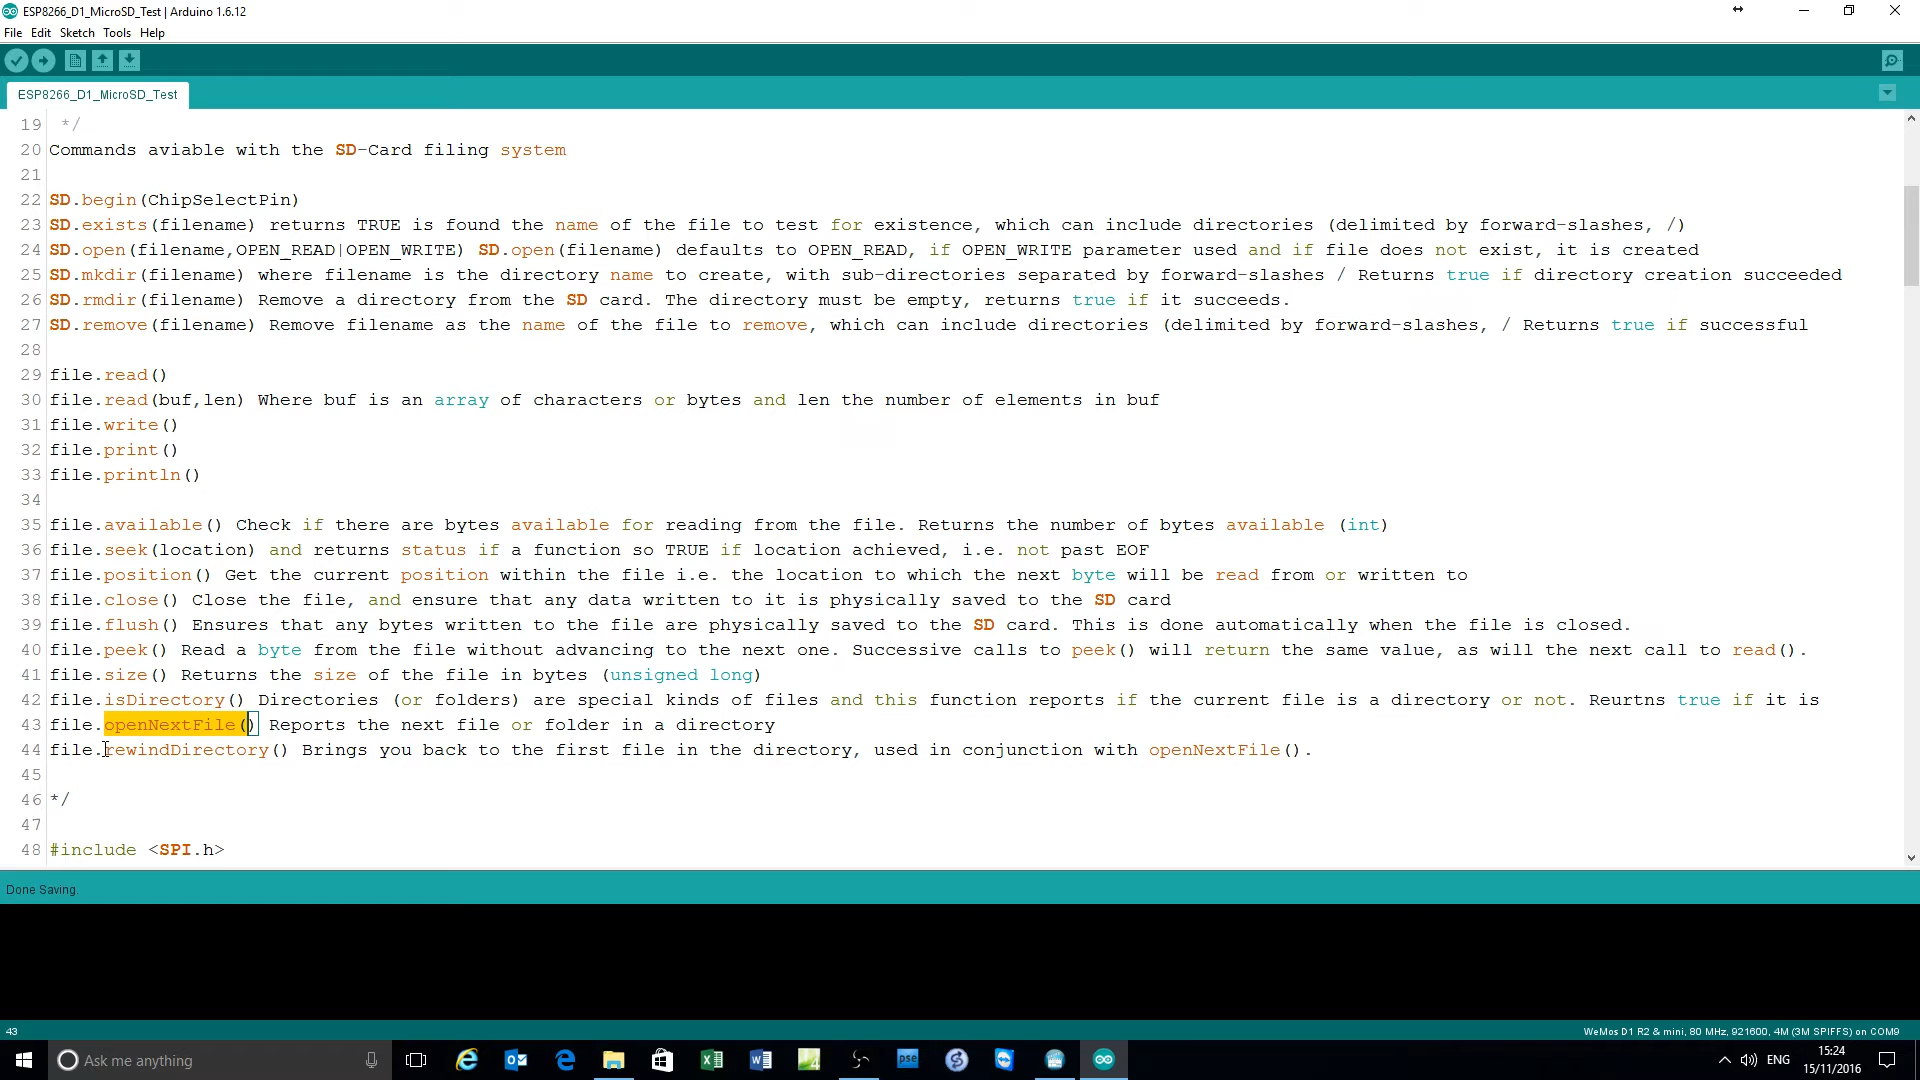 ESP8266_D1_MicroSD_Test | Arduino 1.6.12
File Edit Sketch Tools Help
ESP8266_D1_MicroSD_Test
19 */
20 Commands aviable with the SD-Card filing system
21
22 SD.begin(ChipSelectPin)
23 SD.exists(filename) returns TRUE is found the name of the file to test for existence, which can include directories (delimited by forward-slashes, /)
24 SD.open(filename,OPEN_READ|OPEN_WRITE) SD.open(filename) defaults to OPEN_READ, if OPEN_WRITE parameter used and if file does not exist, it is created
25 SD.mkdir(filename) where filename is the directory name to create, with sub-directories separated by forward-slashes / Returns true if directory creation succeeded
26 SD.rmdir(filename) Remove a directory from the SD card. The directory must be empty, returns true if it succeeds.
27 SD.remove(filename) Remove filename as the name of the file to remove, which can include directories (delimited by forward-slashes, / Returns true if successful
28
29 file.read()
30 file.read(buf,len) Where buf is an array of characters or bytes and len the number of elements in buf
31 file.write()
32 file.print()
33 file.println()
34
35 file.available() Check if there are bytes available for reading from the file. Returns the number of bytes available (int)
36 file.seek(location) and returns status if a function so TRUE if location achieved, i.e. not past EOF
37 file.position() Get the current position within the file i.e. the location to which the next byte will be read from or written to
38 file.close() Close the file, and ensure that any data written to it is physically saved to the SD card
39 file.flush() Ensures that any bytes written to the file are physically saved to the SD card. This is done automatically when the file is closed.
40 file.peek() Read a byte from the file without advancing to the next one. Successive calls to peek() will return the same value, as will the next call to read().
41 file.size() Returns the size of the file in bytes (unsigned long)
42 file.isDirectory() Directories (or folders) are special kinds of files and this function reports if the current file is a directory or not. Reurtns true if it is
43 file.openNextFile() Reports the next file or folder in a directory
44 file.rewindDirectory() Brings you back to the first file in the directory, used in conjunction with openNextFile().
45
46 */
47
48 #include <SPI.h>
Done Saving.
43
WeMos D1 R2 & mini, 80 MHz, 921600, 4M (3M SPIFFS) on COM9
Ask me anything
pse
ENG
15:24
15/11/2016